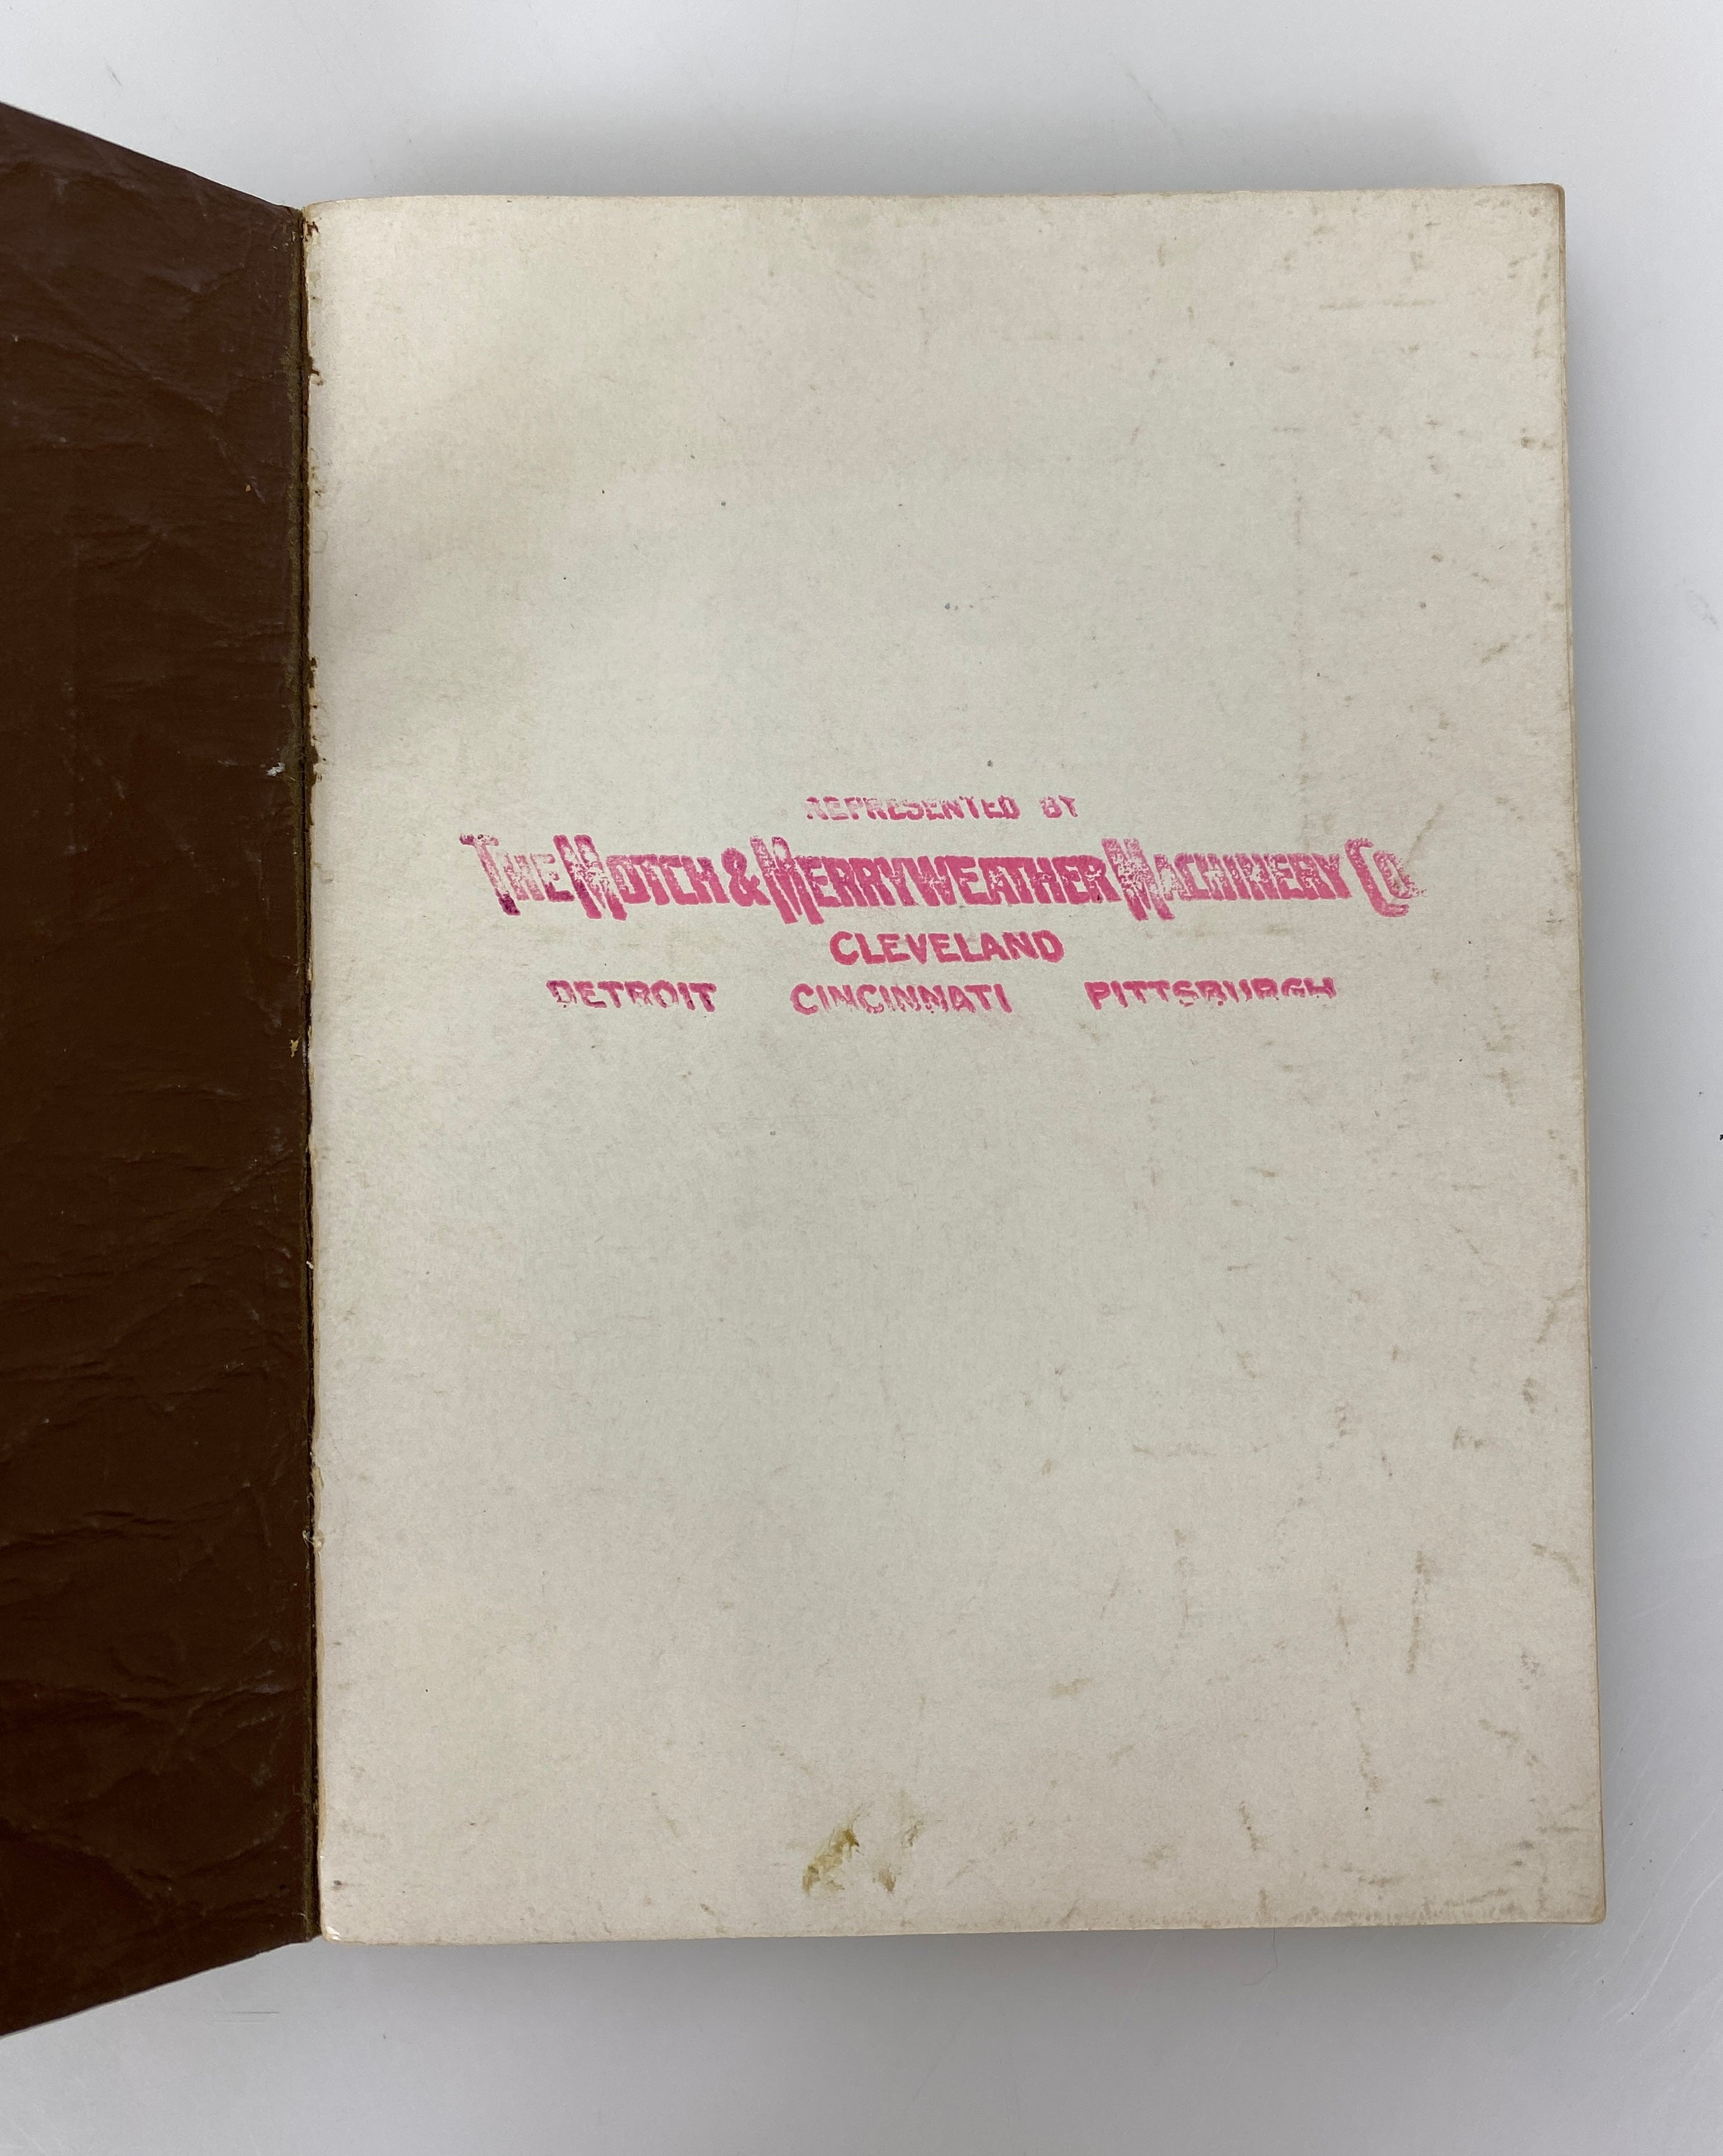 REPRESENTED BY
THE MOTCH & MERRYWEATHER MACHINERY CO.
CLEVELAND
DETROIT CINCINNATI PITTSBURGH